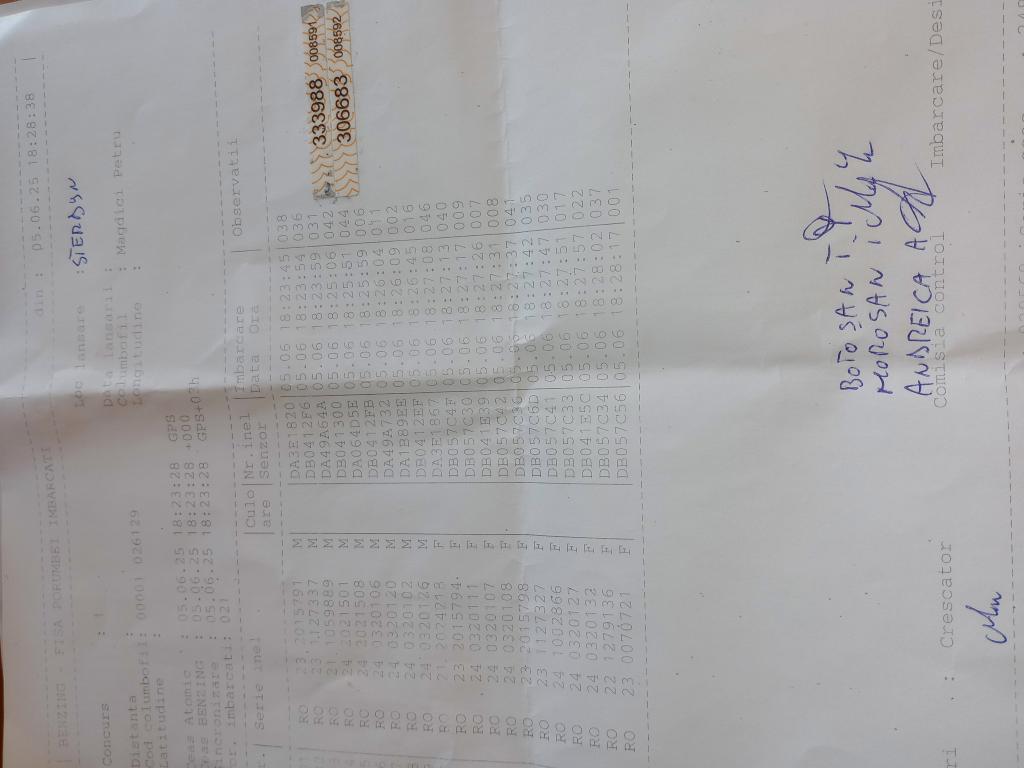 BENZING - FISA PORUMBEI IMBARCATI din : 05.06.25 18:28:38
Concurs : 1 Loc lansare : STERDYN
Distanta : Data lansarii :
Cod columbofil: 00001 026129 Columbofil : Magdici Petru
Latitudine : Longitudine :
Ceas Atomic : 05.06.25 18:23:28 GPS
Ceas BENZING : 05.06.25 18:23:28 +000
Sincronizare : 05.06.25 18:23:28 GPS+03h
or. imbarcati: 021
Serie inel |Culo |Nr.inel |Imbarcare Observatii
|are |Senzor |Data Ora
RO 23 2015791 M DA3E1820 05.06 18:23:45 038
RO 23 1127337 M DB0412F6 05.06 18:23:54 036
RO 21 1059889 M DA49A64A 05.06 18:23:59 031
RO 24 2021501 M DB041300 05.06 18:25:06 042
RO 24 2021508 M DA064D5E 05.06 18:25:51 044
RO 24 0320106 M DB0412FB 05.06 18:25:59 006
RO 24 0320120 M DA49A732 05.06 18:26:04 011
RO 24 0320102 M DA1B89EE 05.06 18:26:09 002
RO 24 0320126 M DB0412EF 05.06 18:26:45 016
RO 21 2024213 F DA3E1867 05.06 18:27:08 046
RO 23 2015794 F DB057C4F 05.06 18:27:13 040
RO 24 0320111 F DB057C30 05.06 18:27:17 009
RO 24 0320107 F DB041E39 05.06 18:27:26 007
RO 24 0320108 F DB057C42 05.06 18:27:31 008
RO 23 2015798 F DB057C36 05.06 18:27:37 041
RO 23 1127327 F DB057C6D 05.06 18:27:42 035
RO 24 1002866 F DB057C41 05.06 18:27:47 030
RO 24 0320127 F DB057C33 05.06 18:27:51 017
RO 24 0320132 F DB041E5C 05.06 18:27:57 022
RO 22 1279136 F DB057C34 05.06 18:28:02 037
RO 23 0070721 F DB057C56 05.06 18:28:17 001
333988 008591
306683 008592
BOTOSAN I
MOROSAN I
ANDREICA A
Crescator Comisia control Imbarcare/Desi